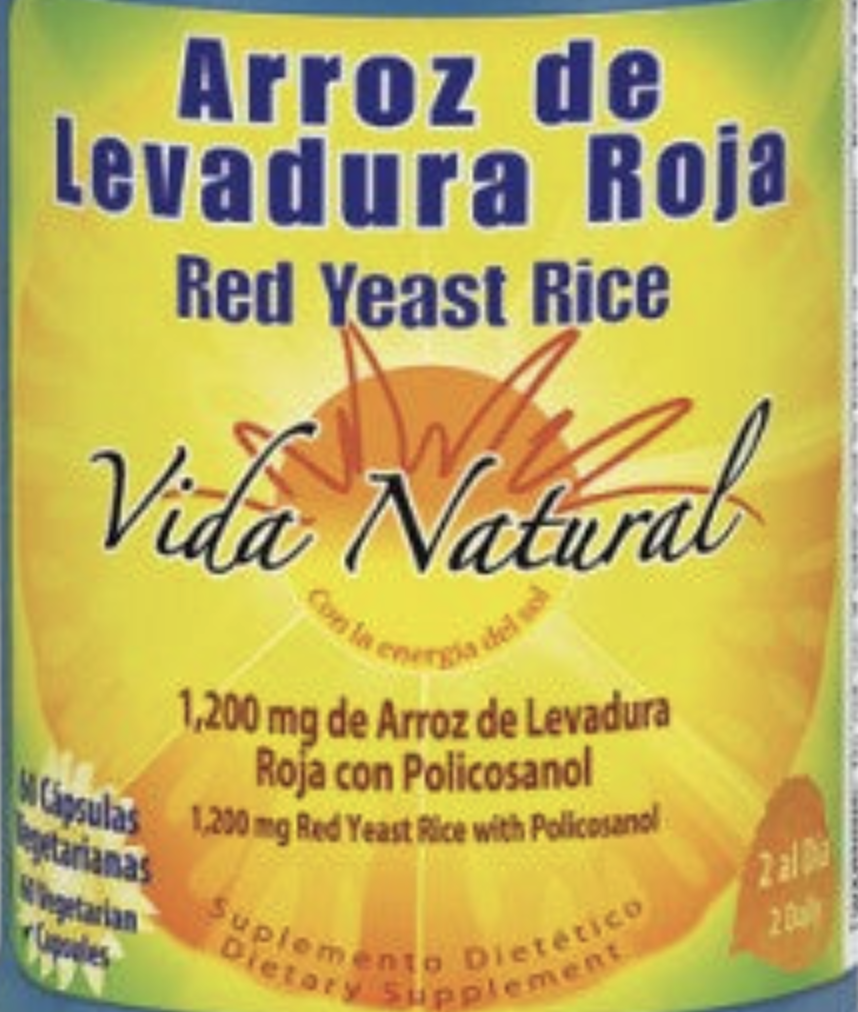 Arroz de
Levadura Roja
Red Yeast Rice
Vida Natural
Con la energía del sol
1,200 mg de Arroz de Levadura
Roja con Policosanol
1,200 mg Red Yeast Rice with Policosanol
60 Cápsulas
Vegetarianas
60 Vegetarian
Capsules
2 al Día
2 Daily
Suplemento Dietético
Dietary Supplement